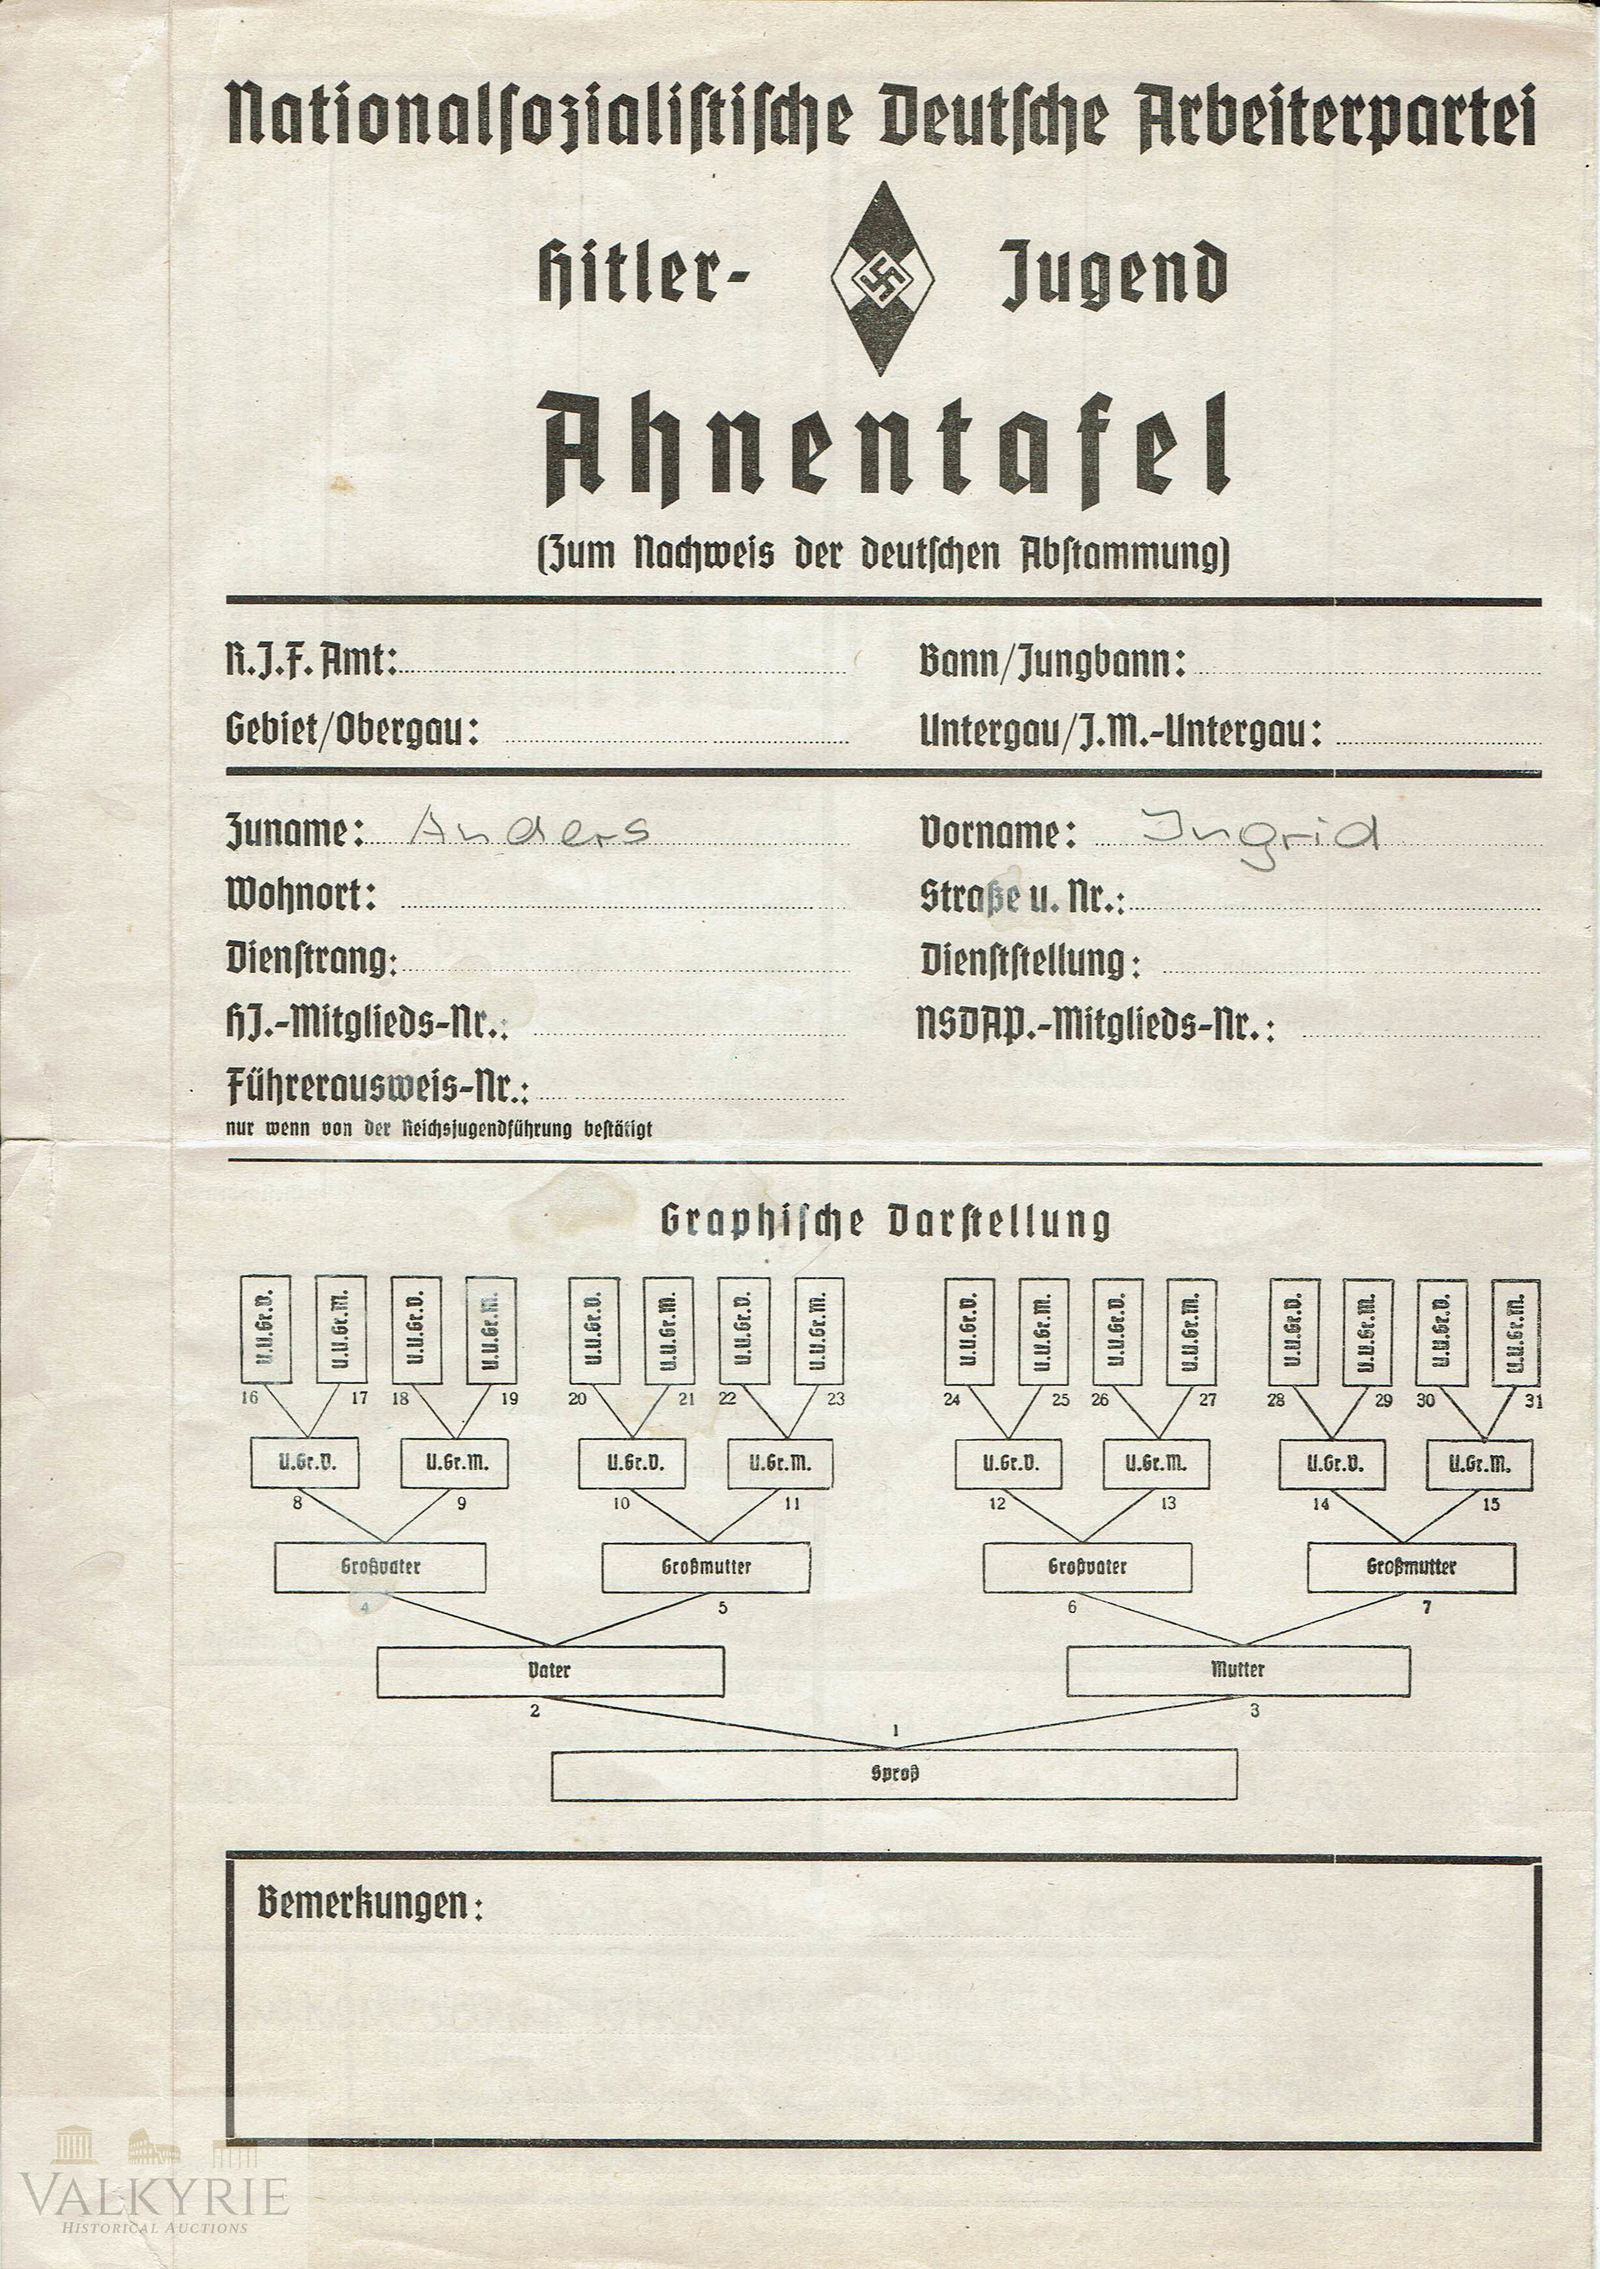 Nationalsozialistische Deutsche Arbeiterpartei
Hitler- Jugend
Ahnentafel
(Zum Nachweis der deutschen Abstammung)
R.J.F. Amt: Bann/Jungbann:
Gebiet/Obergau: Untergau/J.M.-Untergau:
Zuname: Anders Vorname: Ingrid
Wohnort: Straße u. Nr.:
Dienstrang: Dienststellung:
HJ.-Mitglieds-Nr.: NSDAP.-Mitglieds-Nr.:
Führerausweis-Nr.:
nur wenn von der Reichsjugendführung bestätigt
Graphische Darstellung
U.U.Gr.V. U.U.Gr.M. U.U.Gr.V. U.U.Gr.M. U.U.Gr.V. U.U.Gr.M. U.U.Gr.V. U.U.Gr.M. U.U.Gr.V. U.U.Gr.M. U.U.Gr.V. U.U.Gr.M. U.U.Gr.V. U.U.Gr.M. U.U.Gr.V. U.U.Gr.M.
16 17 18 19 20 21 22 23 24 25 26 27 28 29 30 31
U.Gr.V. U.Gr.M. U.Gr.V. U.Gr.M. U.Gr.V. U.Gr.M. U.Gr.V. U.Gr.M.
8 9 10 11 12 13 14 15
Großvater Großmutter Großvater Großmutter
4 5 6 7
Vater Mutter
2 3
1
Sproß
Bemerkungen:
VALKYRIE
HISTORICAL AUCTIONS